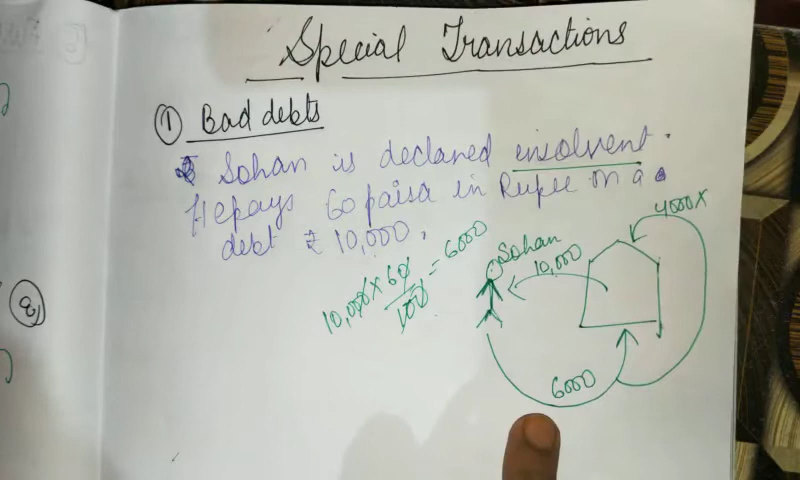 Special Transactions
① Bad debts
Sohan is declared insolvent.
He pays 60 paisa in Rupee on a
debt ₹ 10,000.
10,000 × 60/100 = 6000
Sohan
10,000
4000 X
6000
③